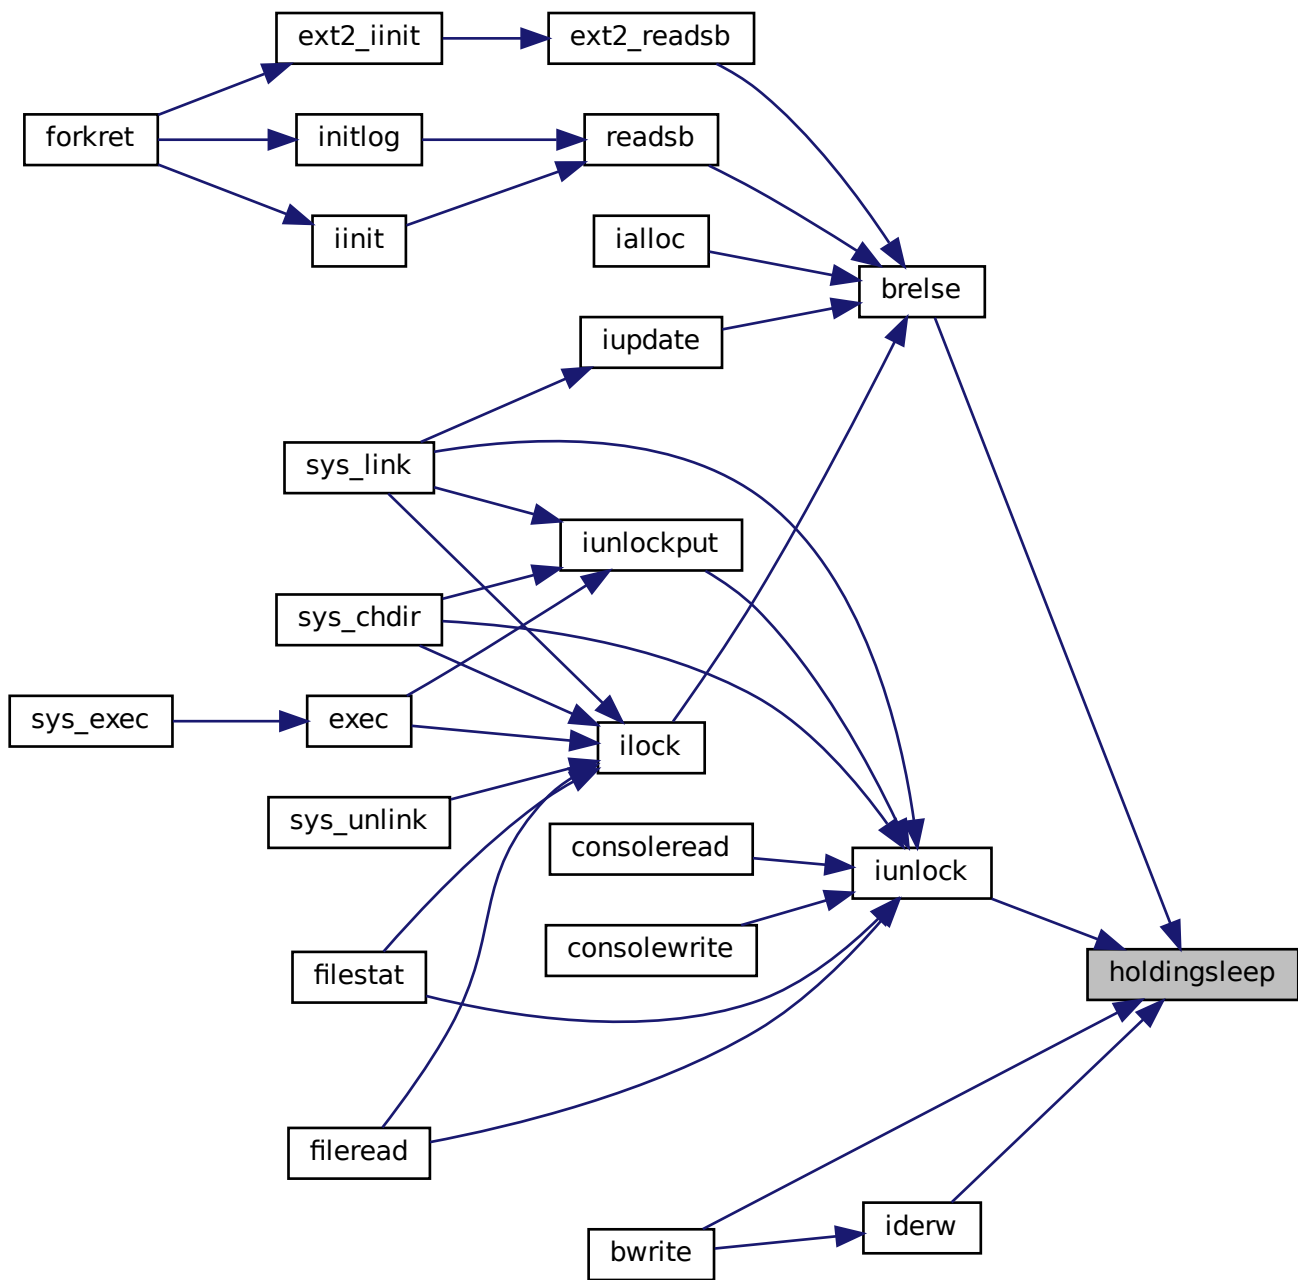 ext2_iinit
ext2_readsb
forkret
initlog
readsb
iinit
ialloc
brelse
iupdate
sys_link
iunlockput
sys_chdir
sys_exec
exec
ilock
sys_unlink
consoleread
iunlock
consolewrite
filestat
holdingsleep
fileread
iderw
bwrite